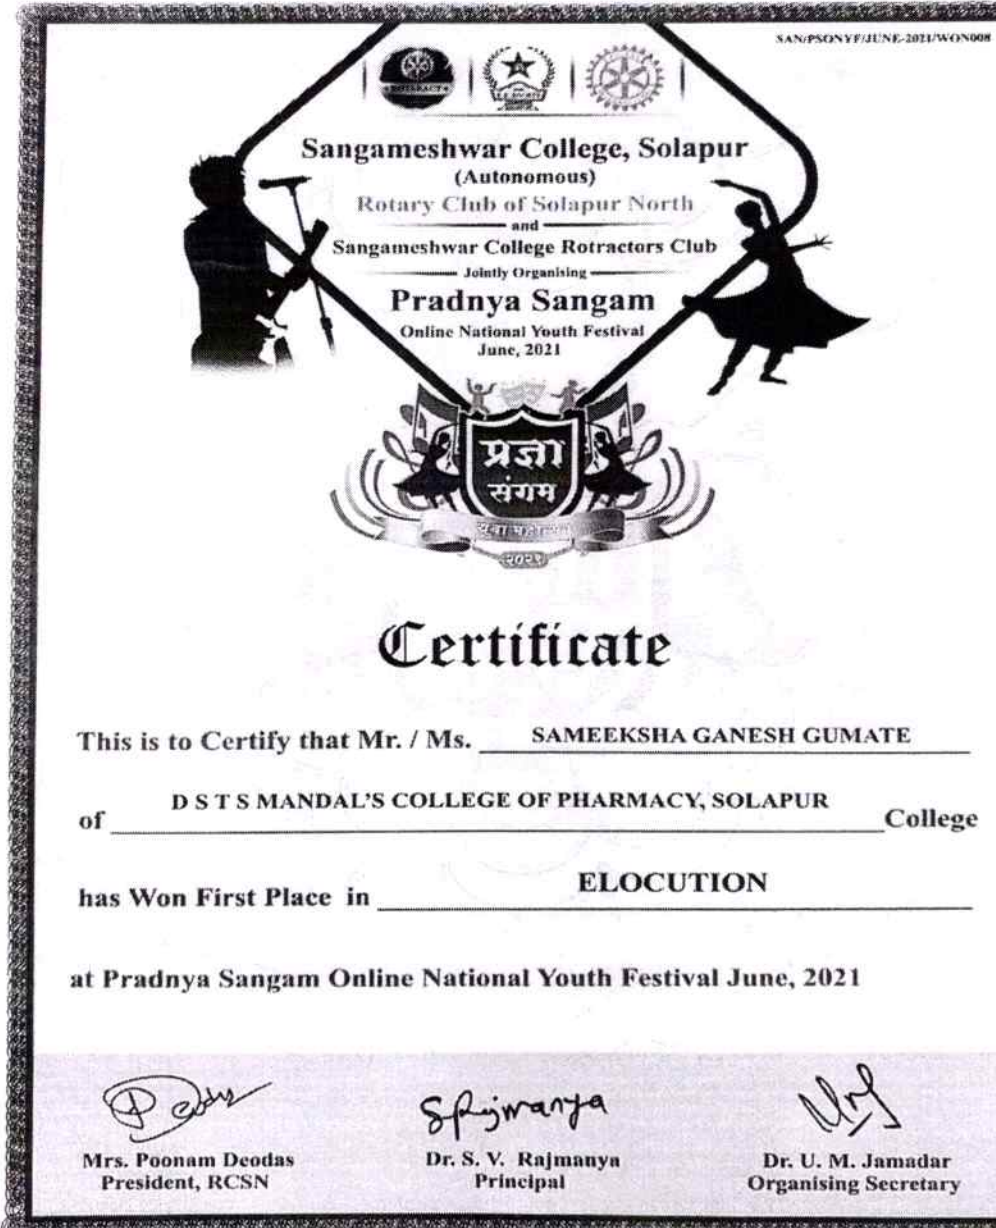 SAN/PSONYF/JUNE-2021/WON008
ROTARACT
Sangameshwar College, Solapur
(Autonomous)
Rotary Club of Solapur North
and
Sangameshwar College Rotractors Club
Jointly Organising
Pradnya Sangam
Online National Youth Festival
June, 2021
प्रज्ञा
संगम
युवा महोत्सव
२०२१
Certificate
This is to Certify that Mr. / Ms. SAMEEKSHA GANESH GUMATE
of D S T S MANDAL'S COLLEGE OF PHARMACY, SOLAPUR College
has Won First Place in ELOCUTION
at Pradnya Sangam Online National Youth Festival June, 2021
Mrs. Poonam Deodas
President, RCSN
Dr. S. V. Rajmanya
Principal
Dr. U. M. Jamadar
Organising Secretary